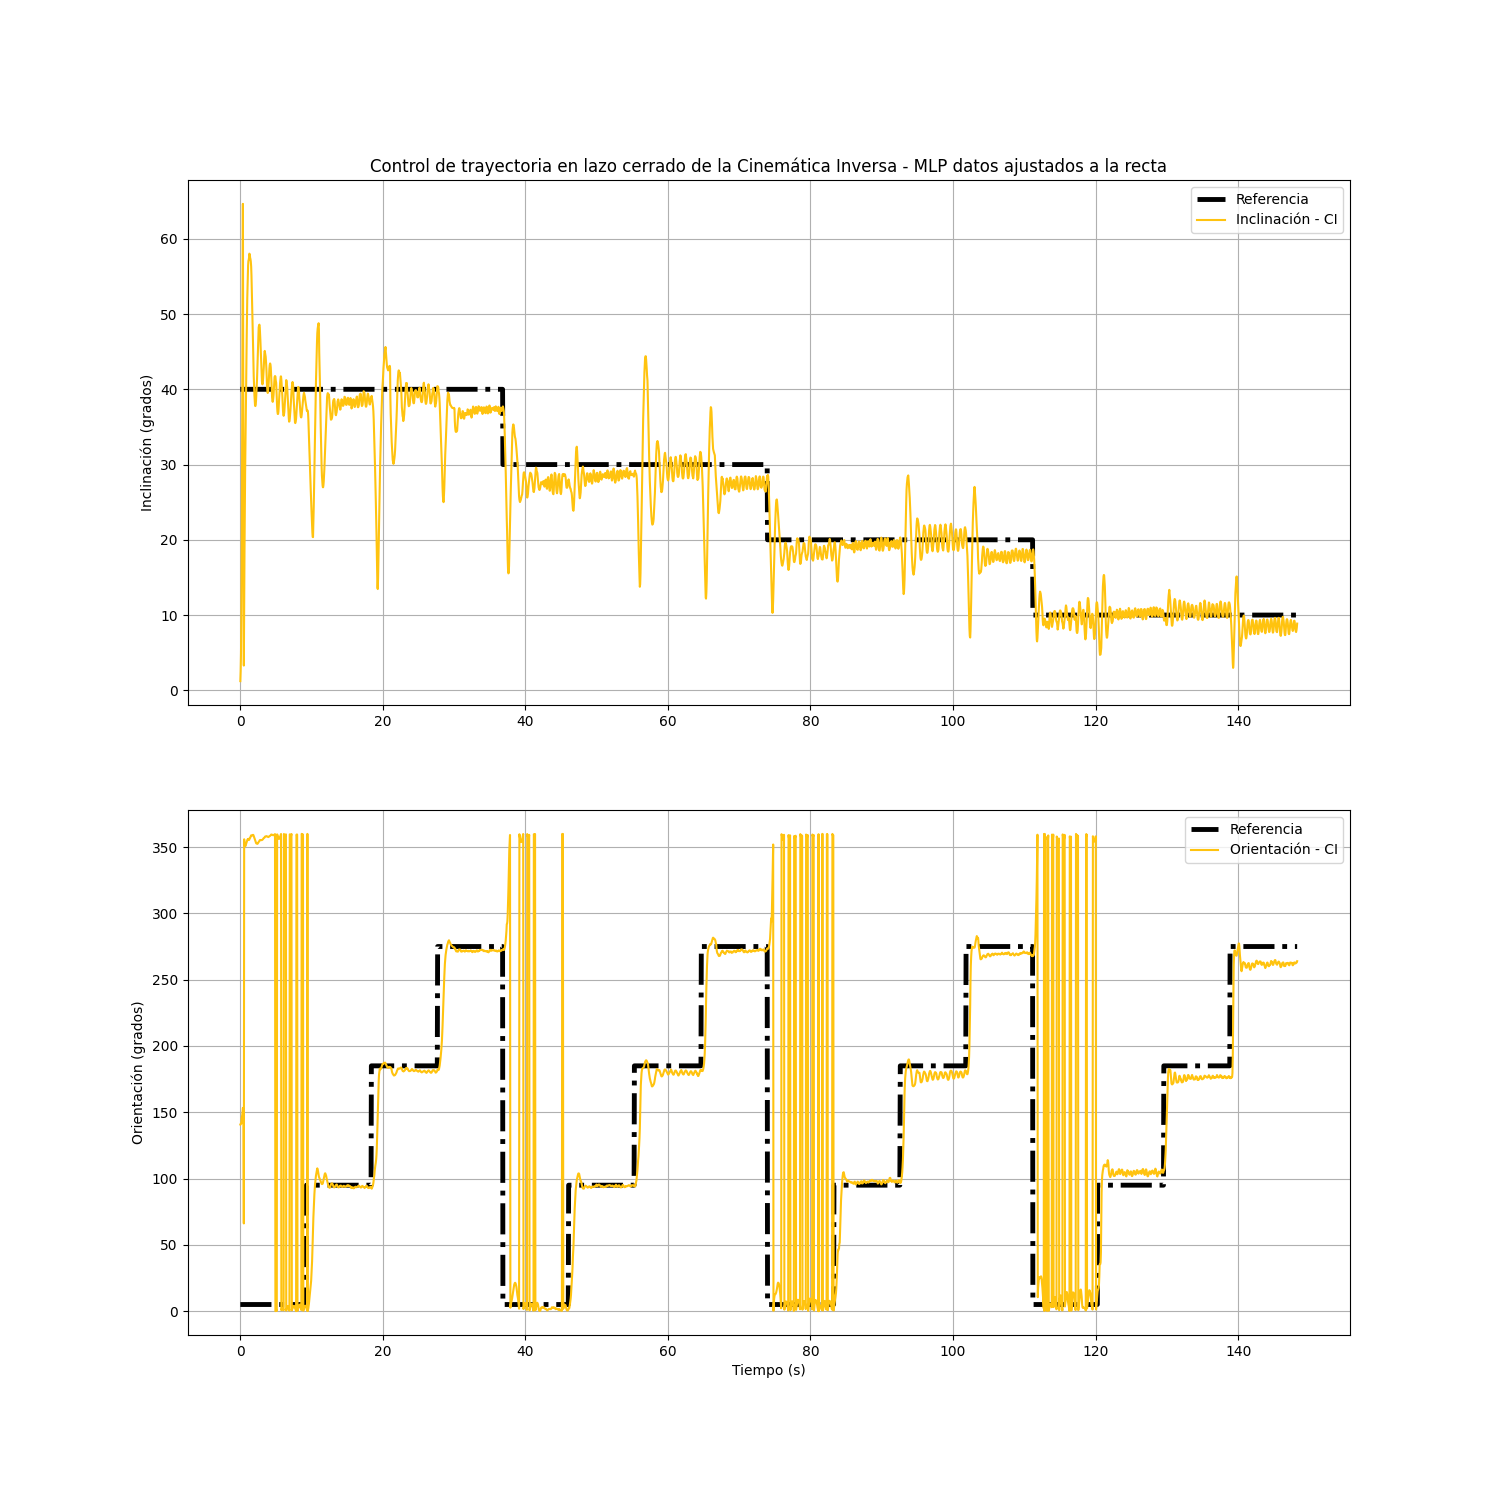 Control de trayectoria en lazo cerrado de la Cinemática Inversa - MLP datos ajustados a la recta
Referencia
Inclinación - CI
Inclinación (grados)
60
50
40
30
20
10
0
0 20 40 60 80 100 120 140
Referencia
Orientación - CI
Orientación (grados)
350
300
250
200
150
100
50
0
0 20 40 60 80 100 120 140
Tiempo (s)